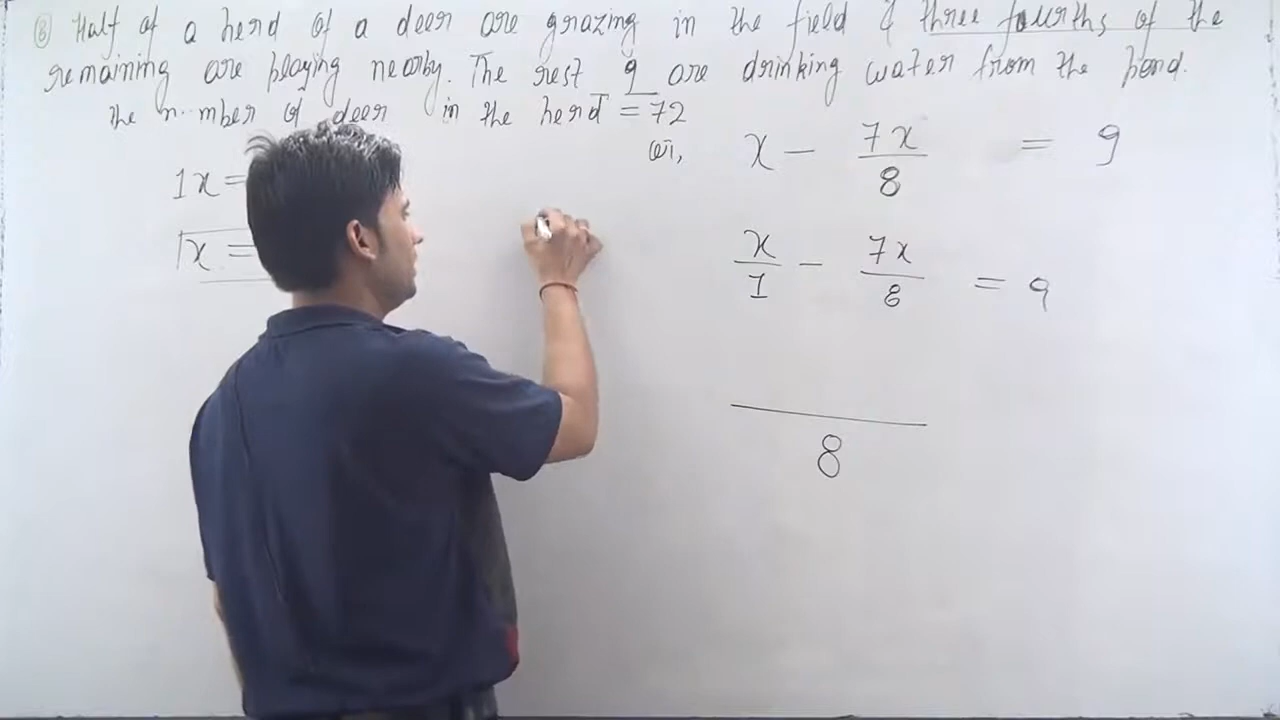 ⑧ Half of a herd of a deer are grazing in the field & three fourths of the
remaining are playing nearby. The rest 9 are drinking water from the pond.
the n mber of deer in the herd = 72
or,
x - 7x/8 = 9
1x =
x =
x/1 - 7x/8 = 9
8